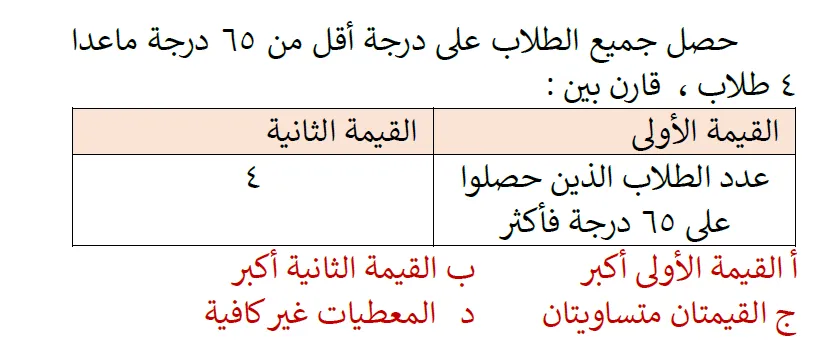 حصل جميع الطلاب على درجة أقل من ٦٥ درجة ماعدا
٤ طلاب ، قارن بين :
القيمة الأولى القيمة الثانية
عدد الطلاب الذين حصلوا ٤
على ٦٥ درجة فأكثر
أ القيمة الأولى أكبر ب القيمة الثانية أكبر
ج القيمتان متساويتان د المعطيات غير كافية